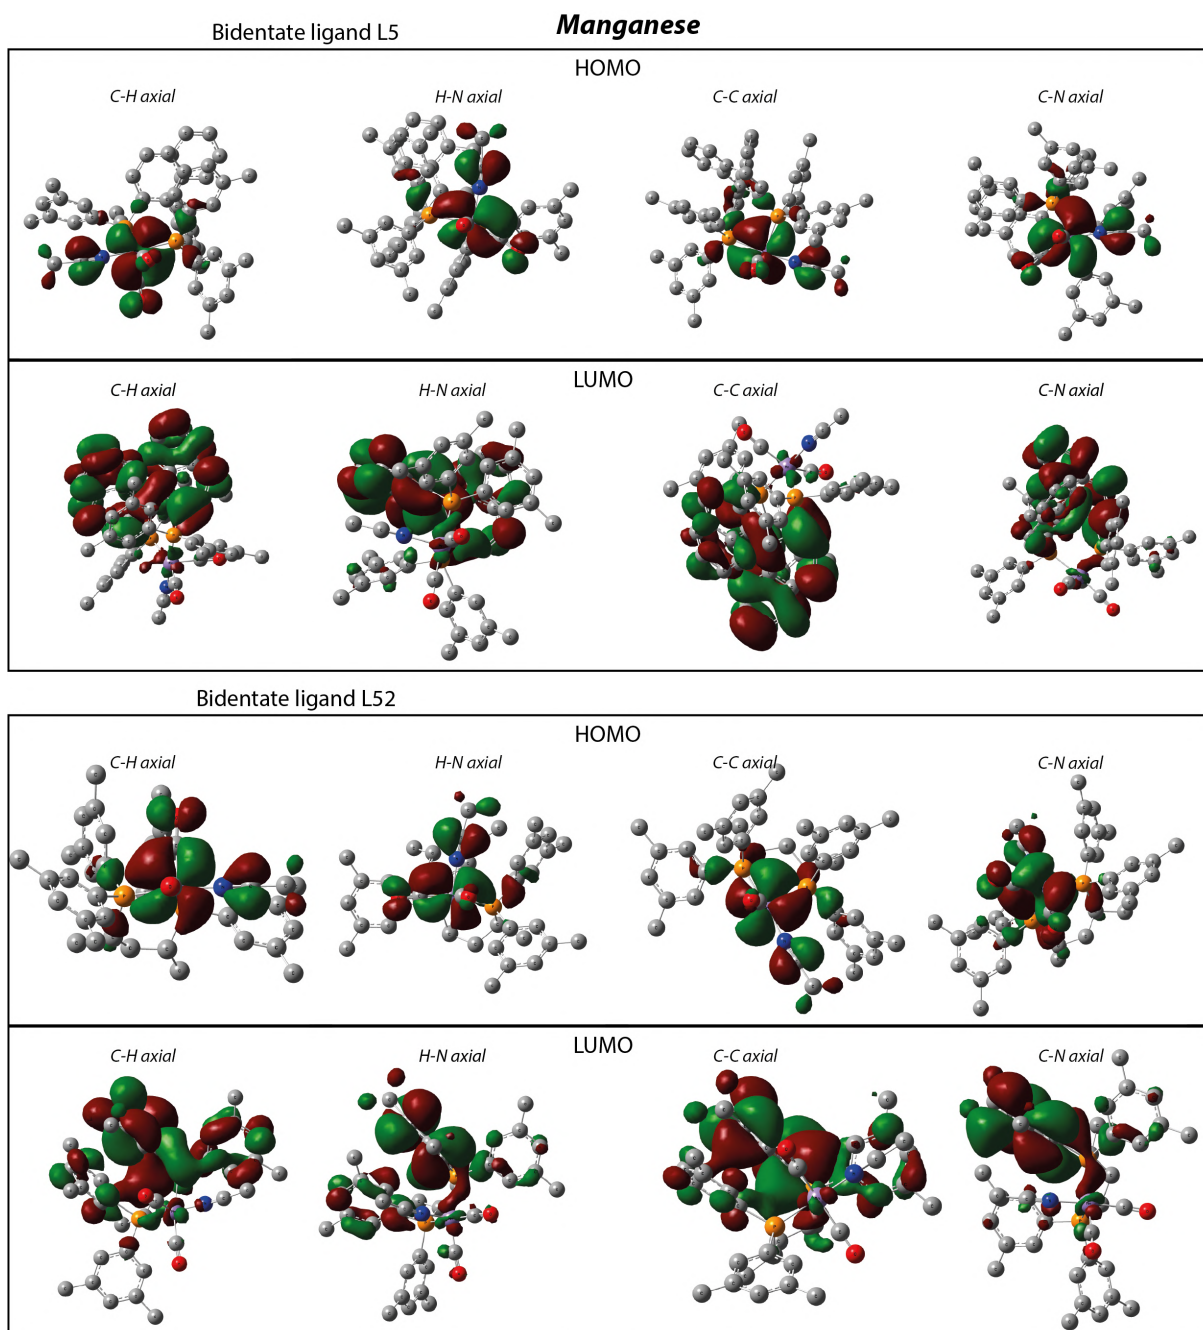 Manganese
Bidentate ligand L5
HOMO
C-H axial
H-N axial
C-C axial
C-N axial
LUMO
C-H axial
H-N axial
C-C axial
C-N axial
Bidentate ligand L52
HOMO
C-H axial
H-N axial
C-C axial
C-N axial
LUMO
C-H axial
H-N axial
C-C axial
C-N axial